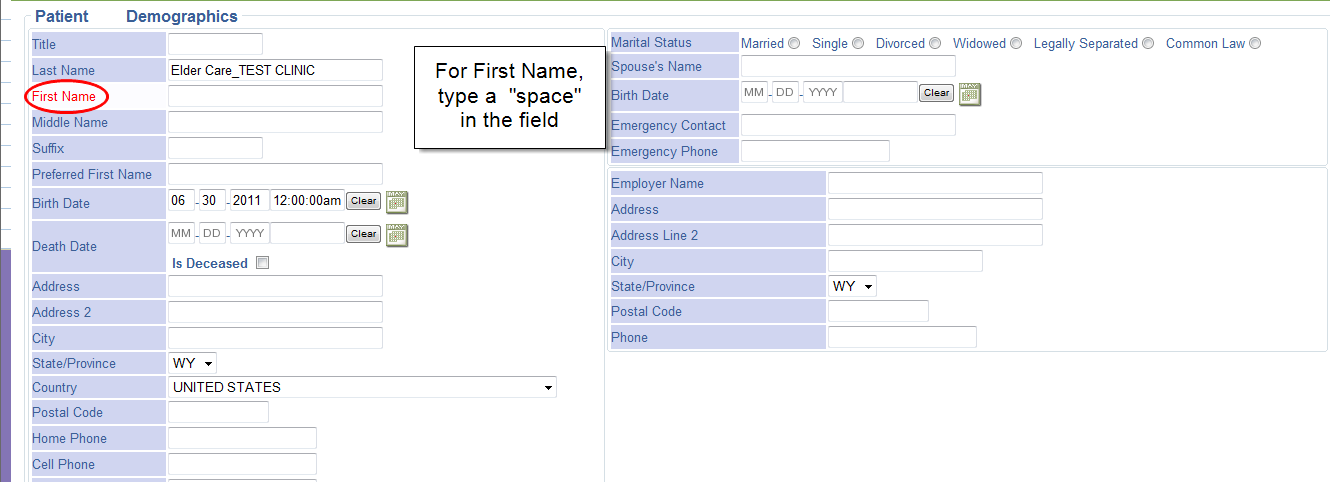 Patient Demographics
Title
Last Name Elder Care_TEST CLINIC
First Name
Middle Name
Suffix
Preferred First Name
Birth Date 06 - 30 - 2011 12:00:00am Clear MAY
Death Date MM - DD - YYYY Clear MAY
Is Deceased
Address
Address 2
City
State/Province WY
Country UNITED STATES
Postal Code
Home Phone
Cell Phone
For First Name,
type a "space"
in the field
Marital Status Married Single Divorced Widowed Legally Separated Common Law
Spouse's Name
Birth Date MM - DD - YYYY Clear MAY
Emergency Contact
Emergency Phone
Employer Name
Address
Address Line 2
City
State/Province WY
Postal Code
Phone